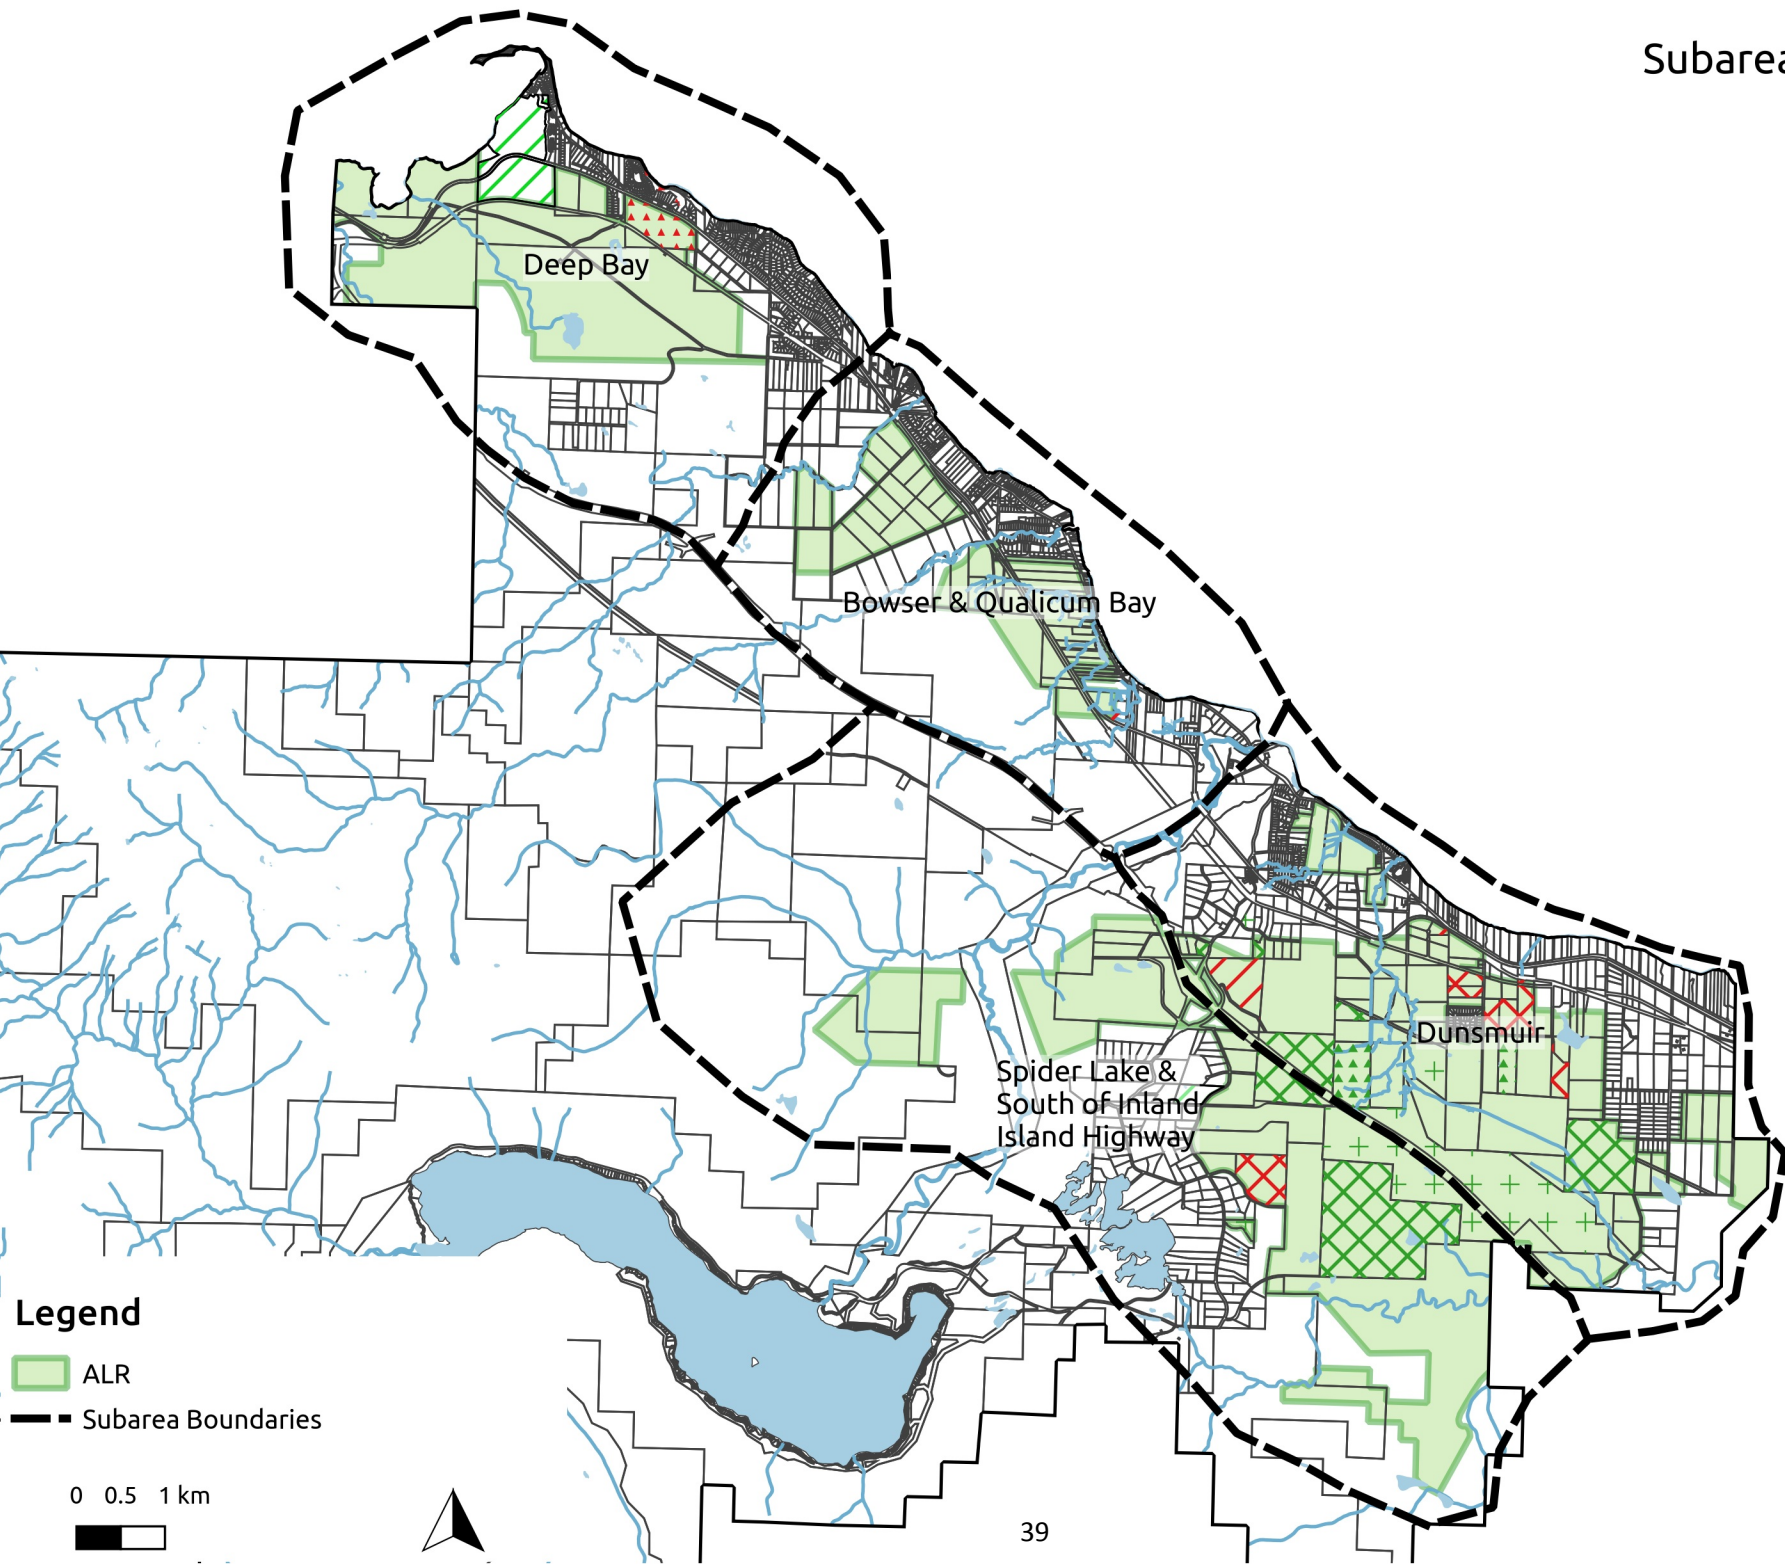 Subarea
Deep Bay
Bowser & Qualicum Bay
Dunsmuir
Spider Lake &
South of Inland
Island Highway
Legend
ALR
Subarea Boundaries
0 0.5 1 km
39